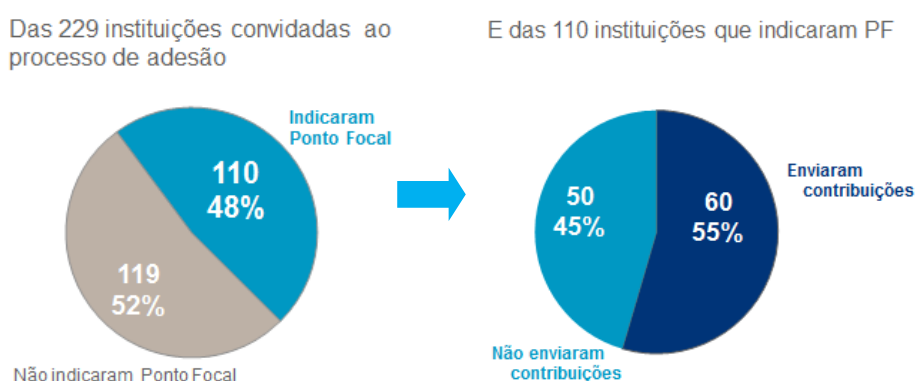 Das 229 instituições convidadas ao
processo de adesão
Indicaram
Ponto Focal
110
48%
119
52%
Não indicaram Ponto Focal
E das 110 instituições que indicaram PF
Enviaram
contribuições
50
45%
60
55%
Não enviaram
contribuições